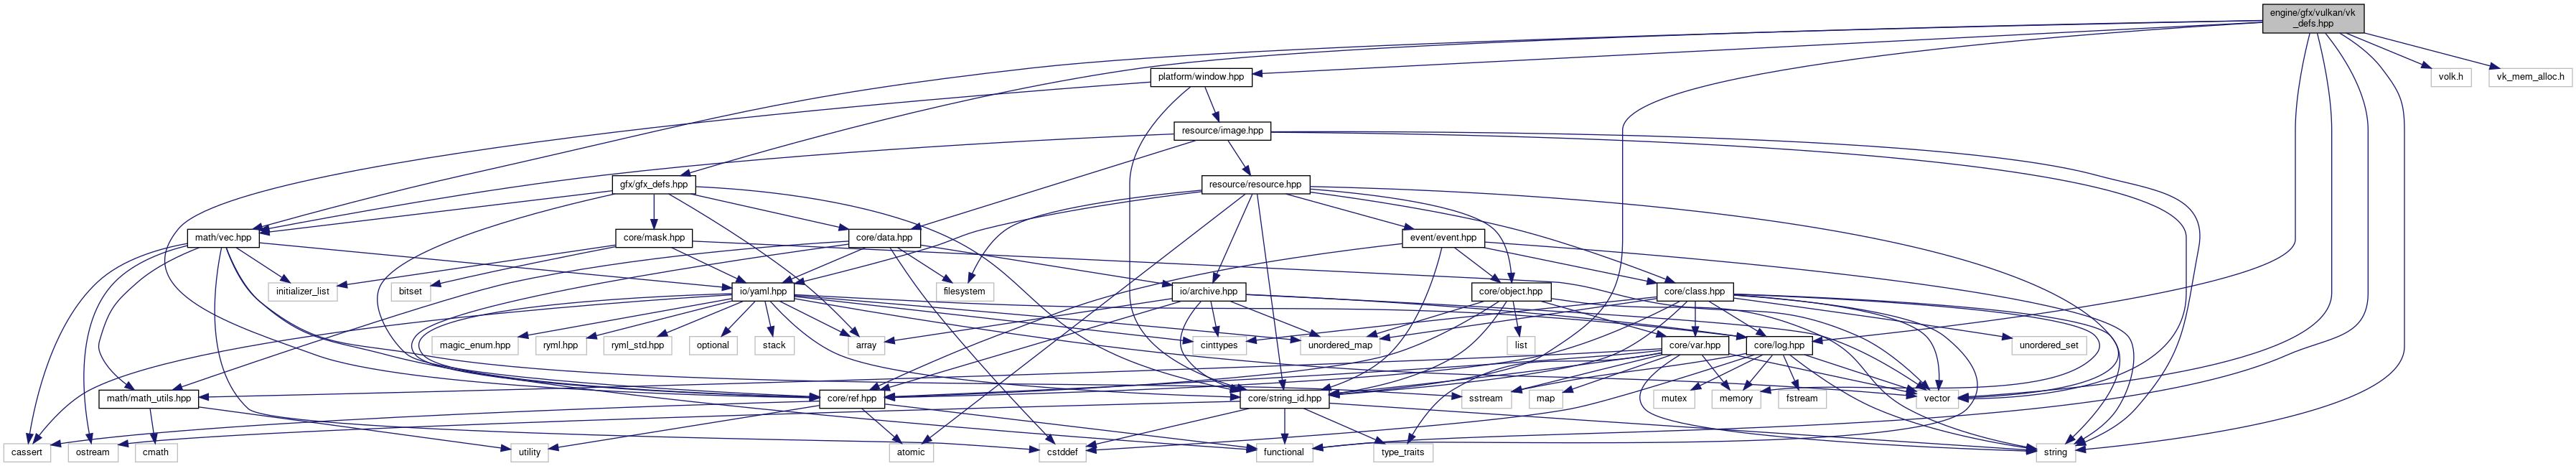 engine/gfx/vulkan/vk
_defs.hpp
platform/window.hpp
volk.h
vk_mem_alloc.h
resource/image.hpp
gfx/gfx_defs.hpp
resource/resource.hpp
math/vec.hpp
core/mask.hpp
core/data.hpp
event/event.hpp
initializer_list
bitset
io/yaml.hpp
filesystem
io/archive.hpp
core/object.hpp
core/class.hpp
magic_enum.hpp
ryml.hpp
ryml_std.hpp
optional
stack
array
cinttypes
unordered_map
list
core/var.hpp
core/log.hpp
unordered_set
math/math_utils.hpp
core/ref.hpp
core/string_id.hpp
sstream
map
mutex
memory
fstream
vector
cassert
ostream
cmath
utility
atomic
cstddef
functional
type_traits
string